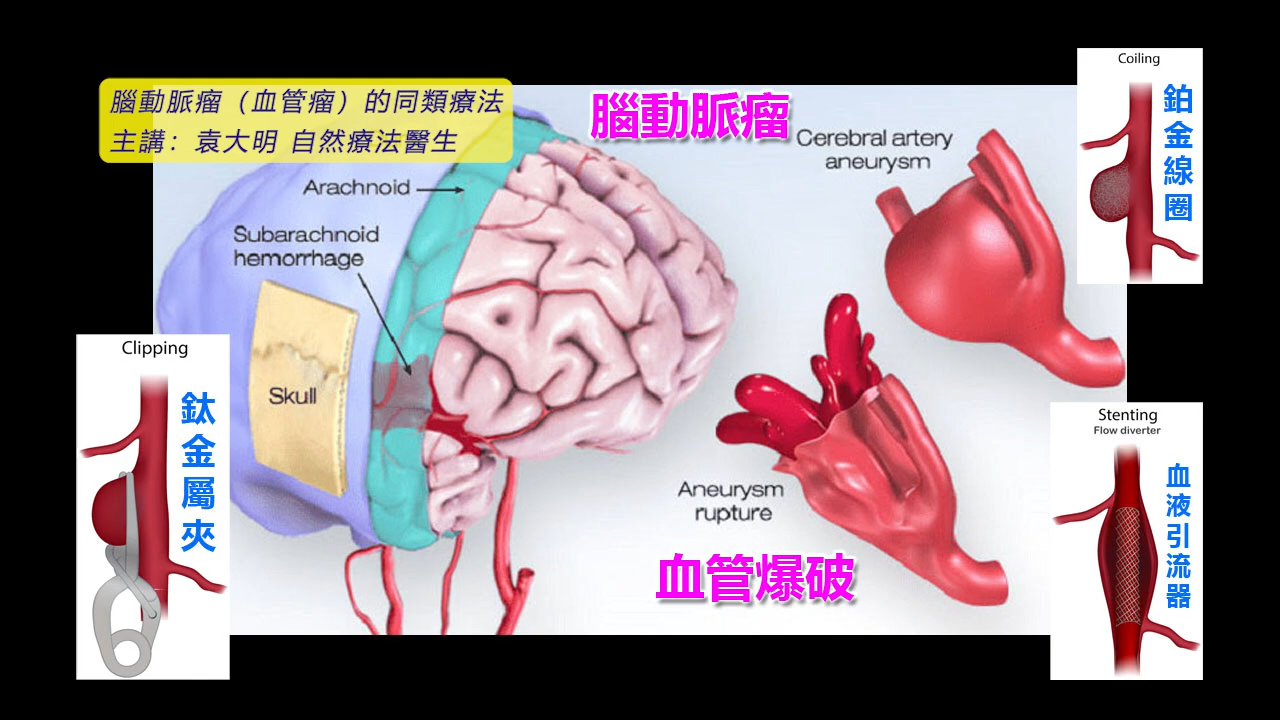 腦動脈瘤（血管瘤）的同類療法
主講：袁大明 自然療法醫生
腦動脈瘤
Cerebral artery
aneurysm
Arachnoid
Subarachnoid
hemorrhage
Skull
Aneurysm
rupture
血管爆破
Clipping
鈦金屬夾
Coiling
鉑金線圈
Stenting
Flow diverter
血液引流器